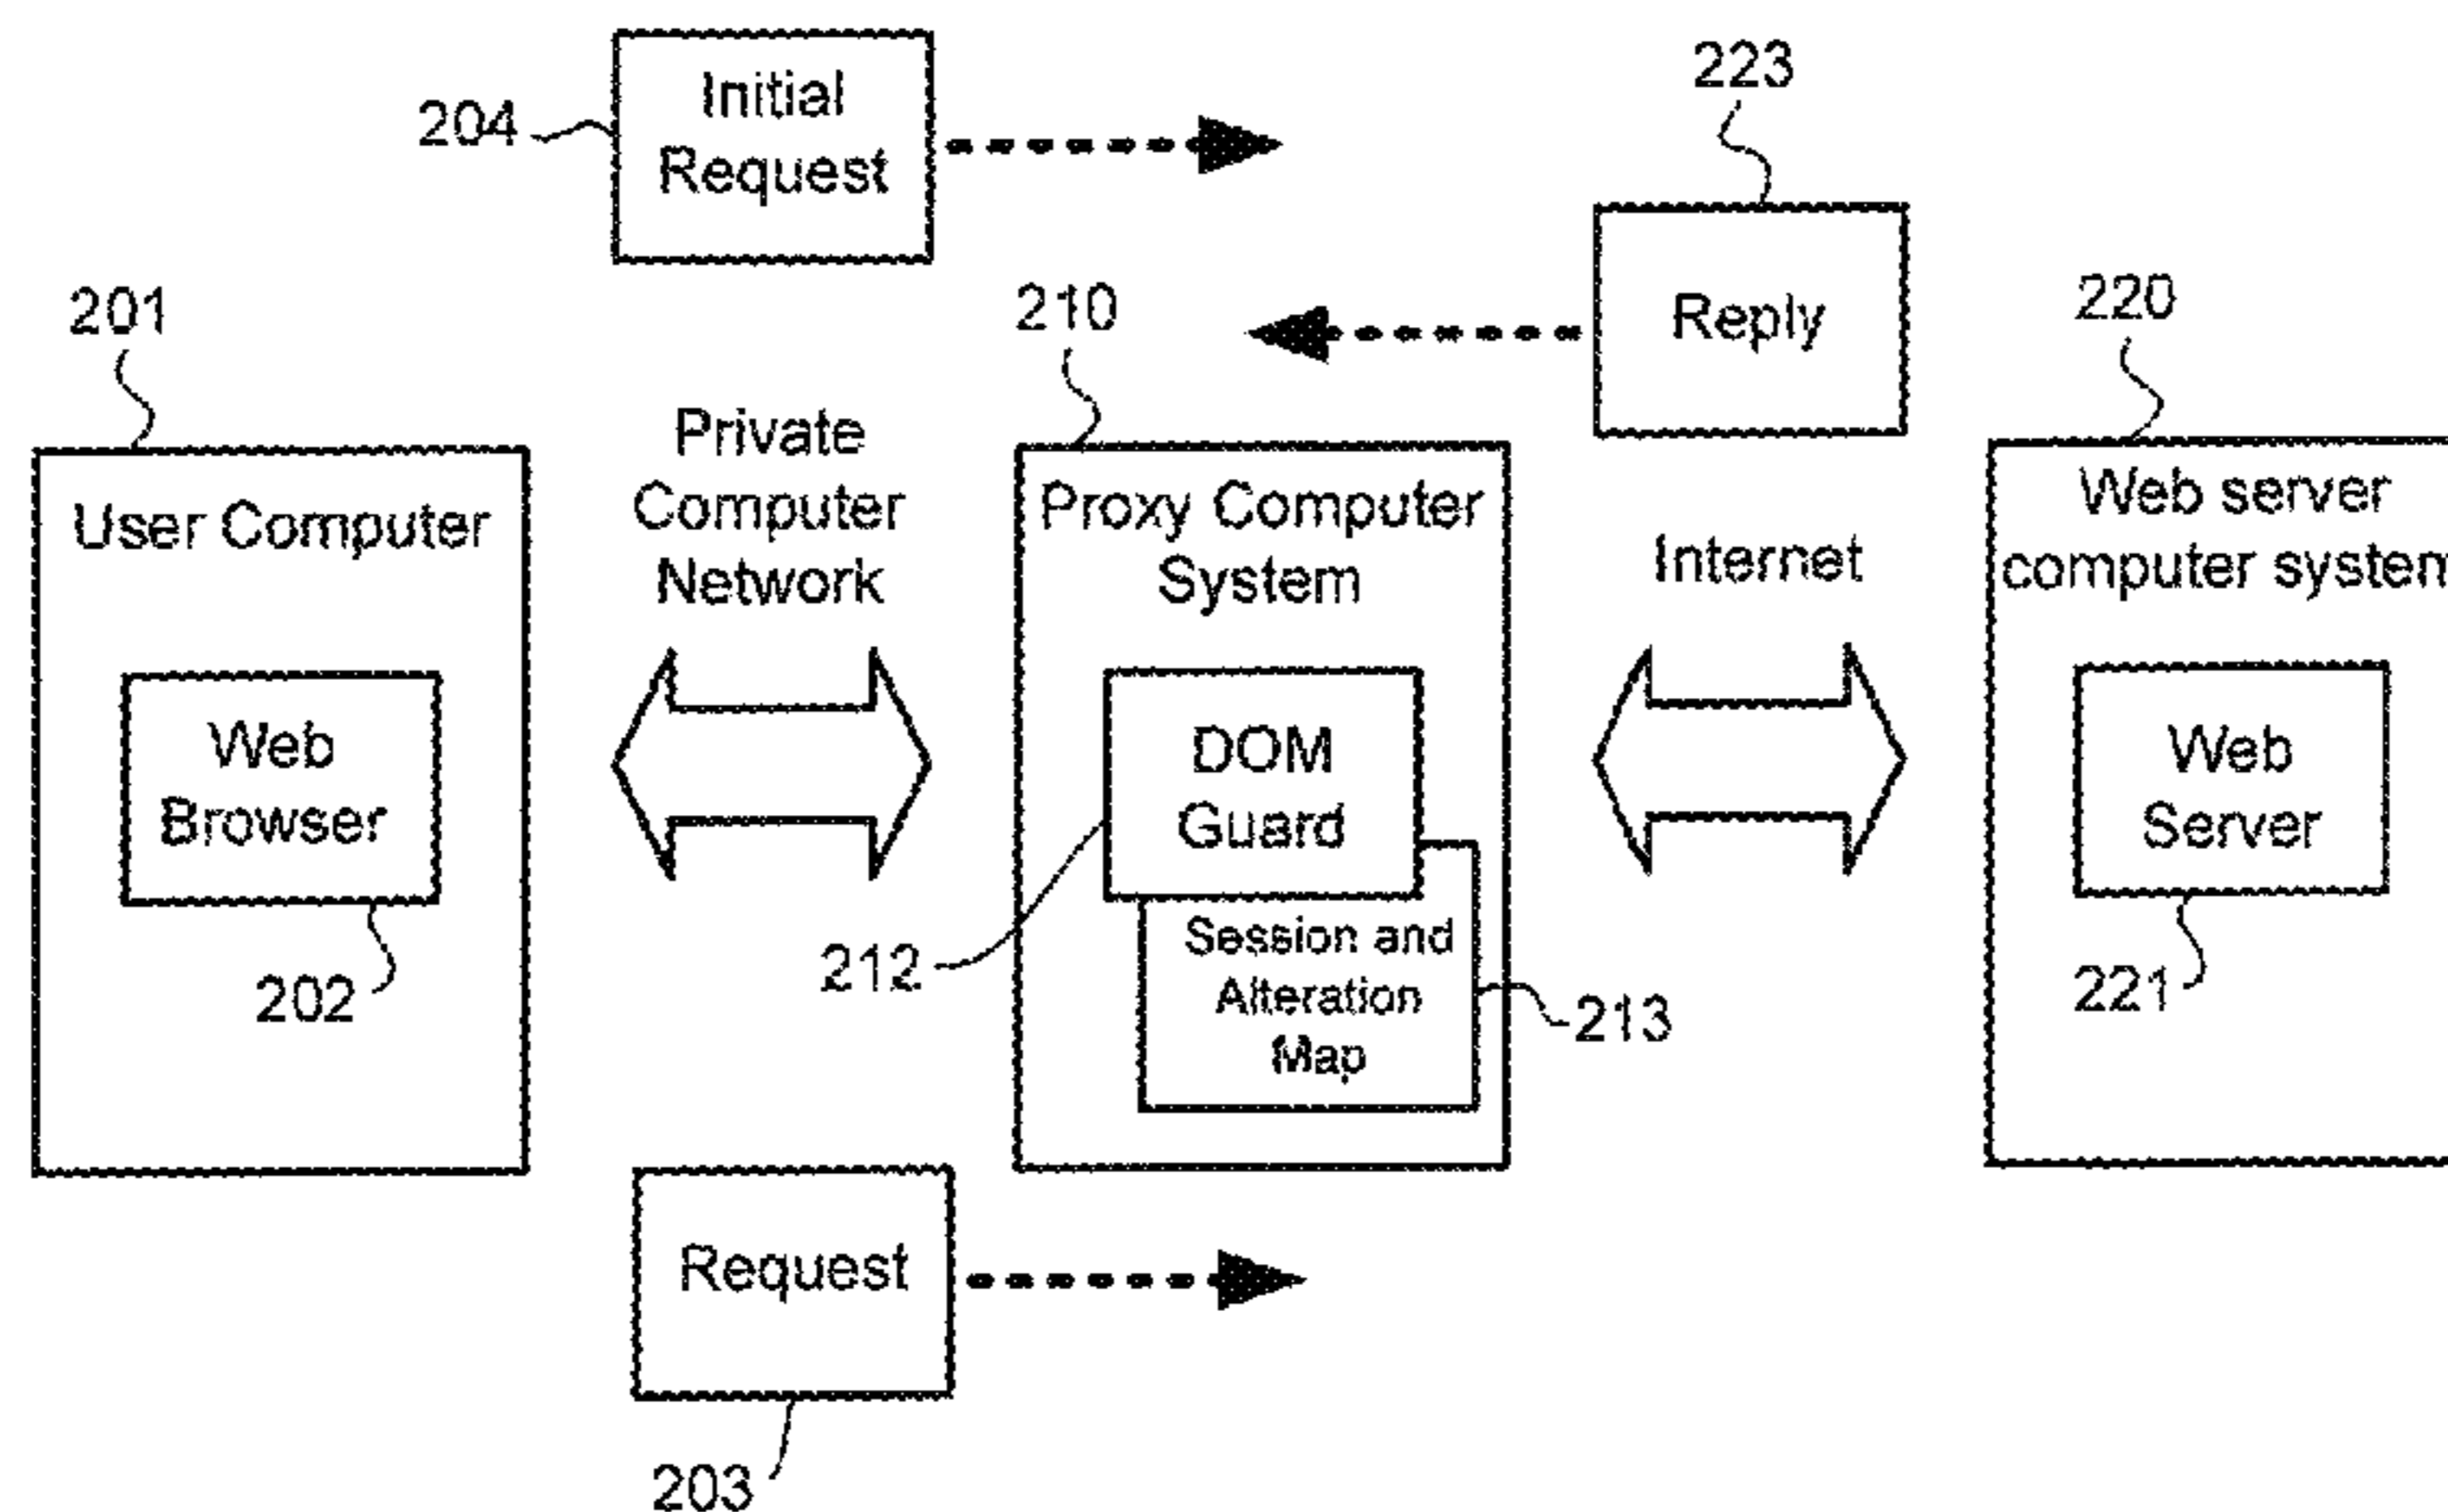 204
Initial
Request
223
Reply
201
210
220
Private
Computer
Network
User Computer
Web
Browser
202
Proxy Computer
System
DOM
Guard
212
Session and
Alteration
Map
213
Internet
Web server
computer system
Web
Server
221
Request
203